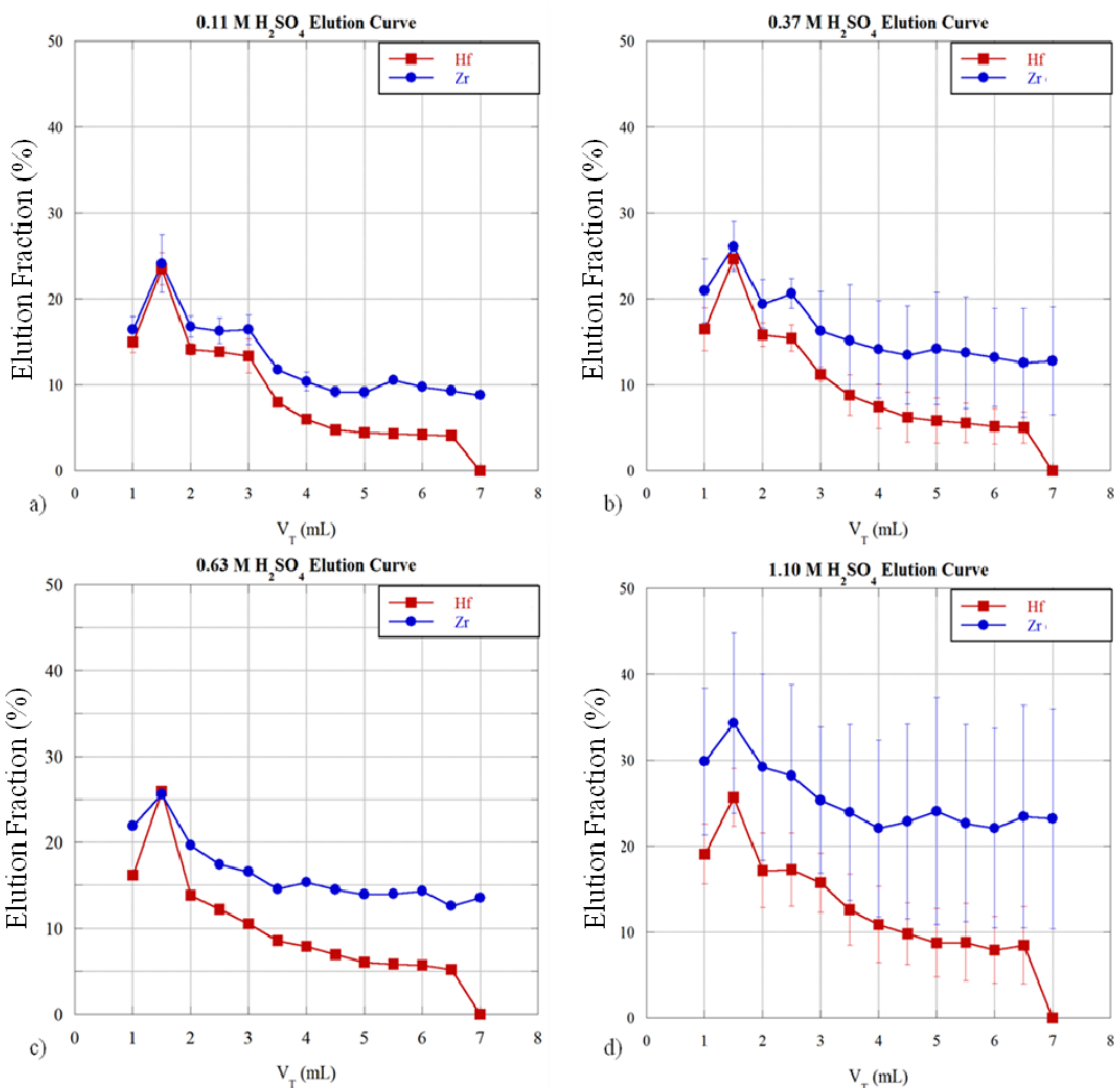 0.11 M H₂SO₄ Elution Curve
Hf
Zr
Elution Fraction (%)
50
40
30
20
10
0
0 1 2 3 4 5 6 7 8
a)
V_T (mL)
0.37 M H₂SO₄ Elution Curve
Hf
Zr
Elution Fraction (%)
50
40
30
20
10
0
0 1 2 3 4 5 6 7 8
b)
V_T (mL)
0.63 M H₂SO₄ Elution Curve
Hf
Zr
Elution Fraction (%)
50
40
30
20
10
0
0 1 2 3 4 5 6 7 8
c)
V_T (mL)
1.10 M H₂SO₄ Elution Curve
Hf
Zr
Elution Fraction (%)
50
40
30
20
10
0
0 1 2 3 4 5 6 7 8
d)
V_T (mL)